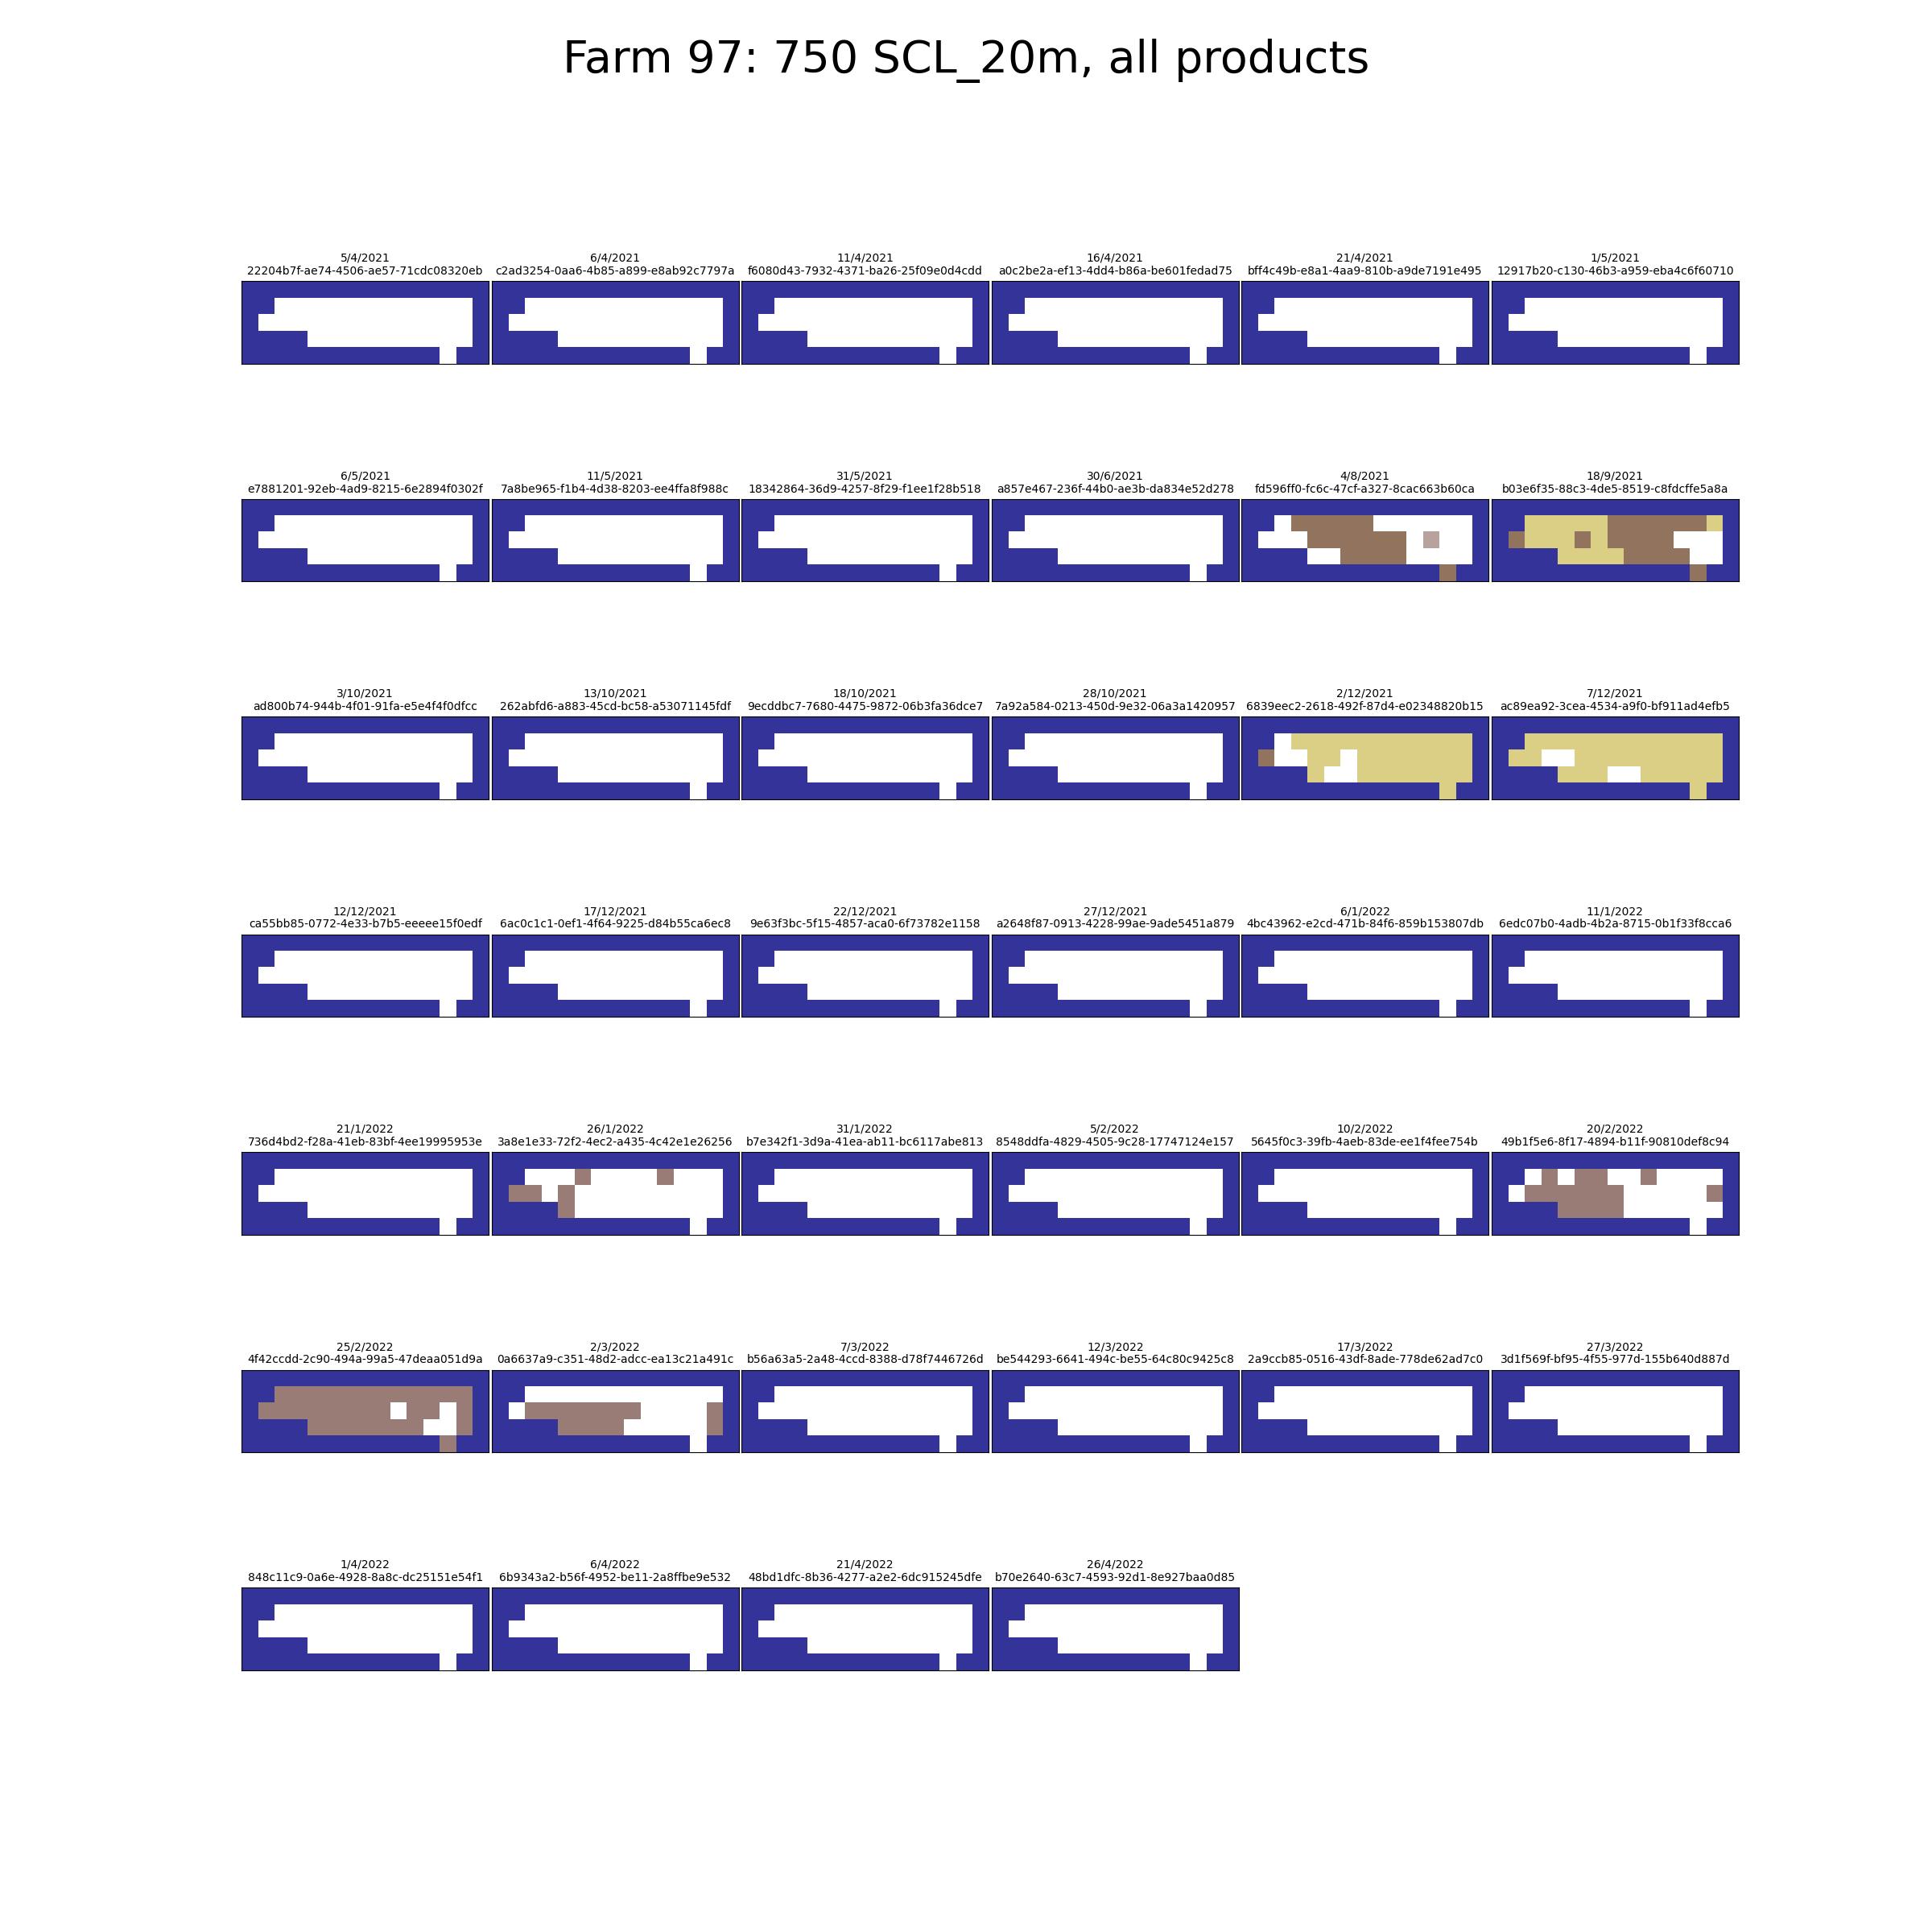 Farm 97: 750 SCL_20m, all products
5/4/2021
22204b7f-ae74-4506-ae57-71cdc08320eb
6/4/2021
c2ad3254-0aa6-4b85-a899-e8ab92c7797a
11/4/2021
f6080d43-7932-4371-ba26-25f09e0d4cdd
16/4/2021
a0c2be2a-ef13-4dd4-b86a-be601fedad75
21/4/2021
bff4c49b-e8a1-4aa9-810b-a9de7191e495
1/5/2021
12917b20-c130-46b3-a959-eba4c6f60710
6/5/2021
e7881201-92eb-4ad9-8215-6e2894f0302f
11/5/2021
7a8be965-f1b4-4d38-8203-ee4ffa8f988c
31/5/2021
18342864-36d9-4257-8f29-f1ee1f28b518
30/6/2021
a857e467-236f-44b0-ae3b-da834e52d278
4/8/2021
fd596ff0-fc6c-47cf-a327-8cac663b60ca
18/9/2021
b03e6f35-88c3-4de5-8519-c8fdcffe5a8a
3/10/2021
ad800b74-944b-4f01-91fa-e5e4f4f0dfcc
13/10/2021
262abfd6-a883-45cd-bc58-a53071145fdf
18/10/2021
9ecddbc7-7680-4475-9872-06b3fa36dce7
28/10/2021
7a92a584-0213-450d-9e32-06a3a1420957
2/12/2021
6839eec2-2618-492f-87d4-e02348820b15
7/12/2021
ac89ea92-3cea-4534-a9f0-bf911ad4efb5
12/12/2021
ca55bb85-0772-4e33-b7b5-eeeee15f0edf
17/12/2021
6ac0c1c1-0ef1-4f64-9225-d84b55ca6ec8
22/12/2021
9e63f3bc-5f15-4857-aca0-6f73782e1158
27/12/2021
a2648f87-0913-4228-99ae-9ade5451a879
6/1/2022
4bc43962-e2cd-471b-84f6-859b153807db
11/1/2022
6edc07b0-4adb-4b2a-8715-0b1f33f8cca6
21/1/2022
736d4bd2-f28a-41eb-83bf-4ee19995953e
26/1/2022
3a8e1e33-72f2-4ec2-a435-4c42e1e26256
31/1/2022
b7e342f1-3d9a-41ea-ab11-bc6117abe813
5/2/2022
8548ddfa-4829-4505-9c28-17747124e157
10/2/2022
5645f0c3-39fb-4aeb-83de-ee1f4fee754b
20/2/2022
49b1f5e6-8f17-4894-b11f-90810def8c94
25/2/2022
4f42ccdd-2c90-494a-99a5-47deaa051d9a
2/3/2022
0a6637a9-c351-48d2-adcc-ea13c21a491c
7/3/2022
b56a63a5-2a48-4ccd-8388-d78f7446726d
12/3/2022
be544293-6641-494c-be55-64c80c9425c8
17/3/2022
2a9ccb85-0516-43df-8ade-778de62ad7c0
27/3/2022
3d1f569f-bf95-4f55-977d-155b640d887d
1/4/2022
848c11c9-0a6e-4928-8a8c-dc25151e54f1
6/4/2022
6b9343a2-b56f-4952-be11-2a8ffbe9e532
21/4/2022
48bd1dfc-8b36-4277-a2e2-6dc915245dfe
26/4/2022
b70e2640-63c7-4593-92d1-8e927baa0d85